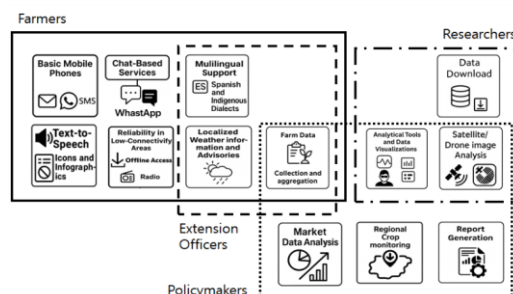 Farmers
Researchers
Basic Mobile
Phones
SMS
Chat-Based
Services
WhastApp
Mulilingual
Support
ES
Spanish
and
Indigenous
Dialects
Data
Download
Text-to-
Speech
Icons and
Infograph-
ics
Reliability in
Low-Connectivity
Areas
Offline Access
Radio
Localized
Weather infor-
mation and
Advisories
Farm Data
Collection and
aggregation
Analytical Tools
and Data
Visualizations
Satellite/
Drone image
Analysis
Extension
Officers
Market
Data Analysis
Regional
Crop
monitoring
Report
Generation
Policymakers